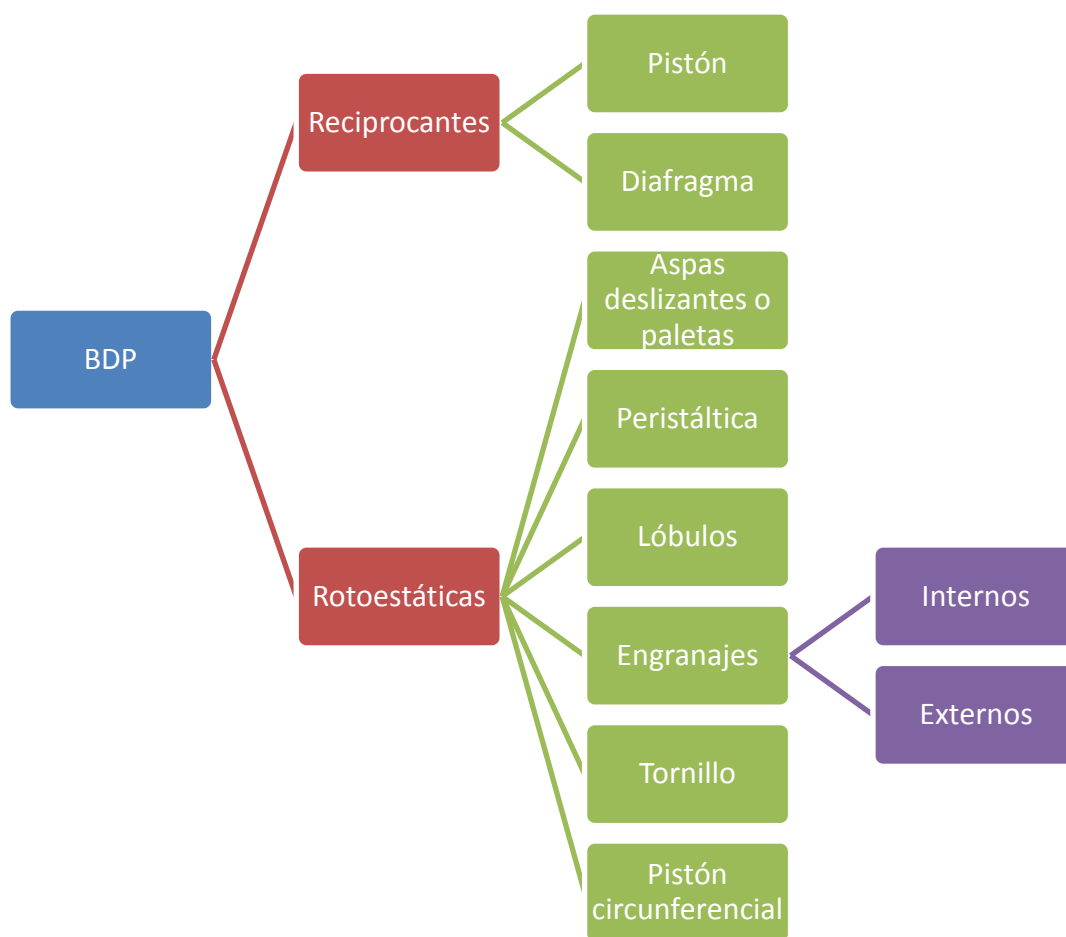 BDP
Reciprocantes
Pistón
Diafragma
Rotoestáticas
Aspas
deslizantes o
paletas
Peristáltica
Lóbulos
Engranajes
Internos
Externos
Tornillo
Pistón
circunferencial